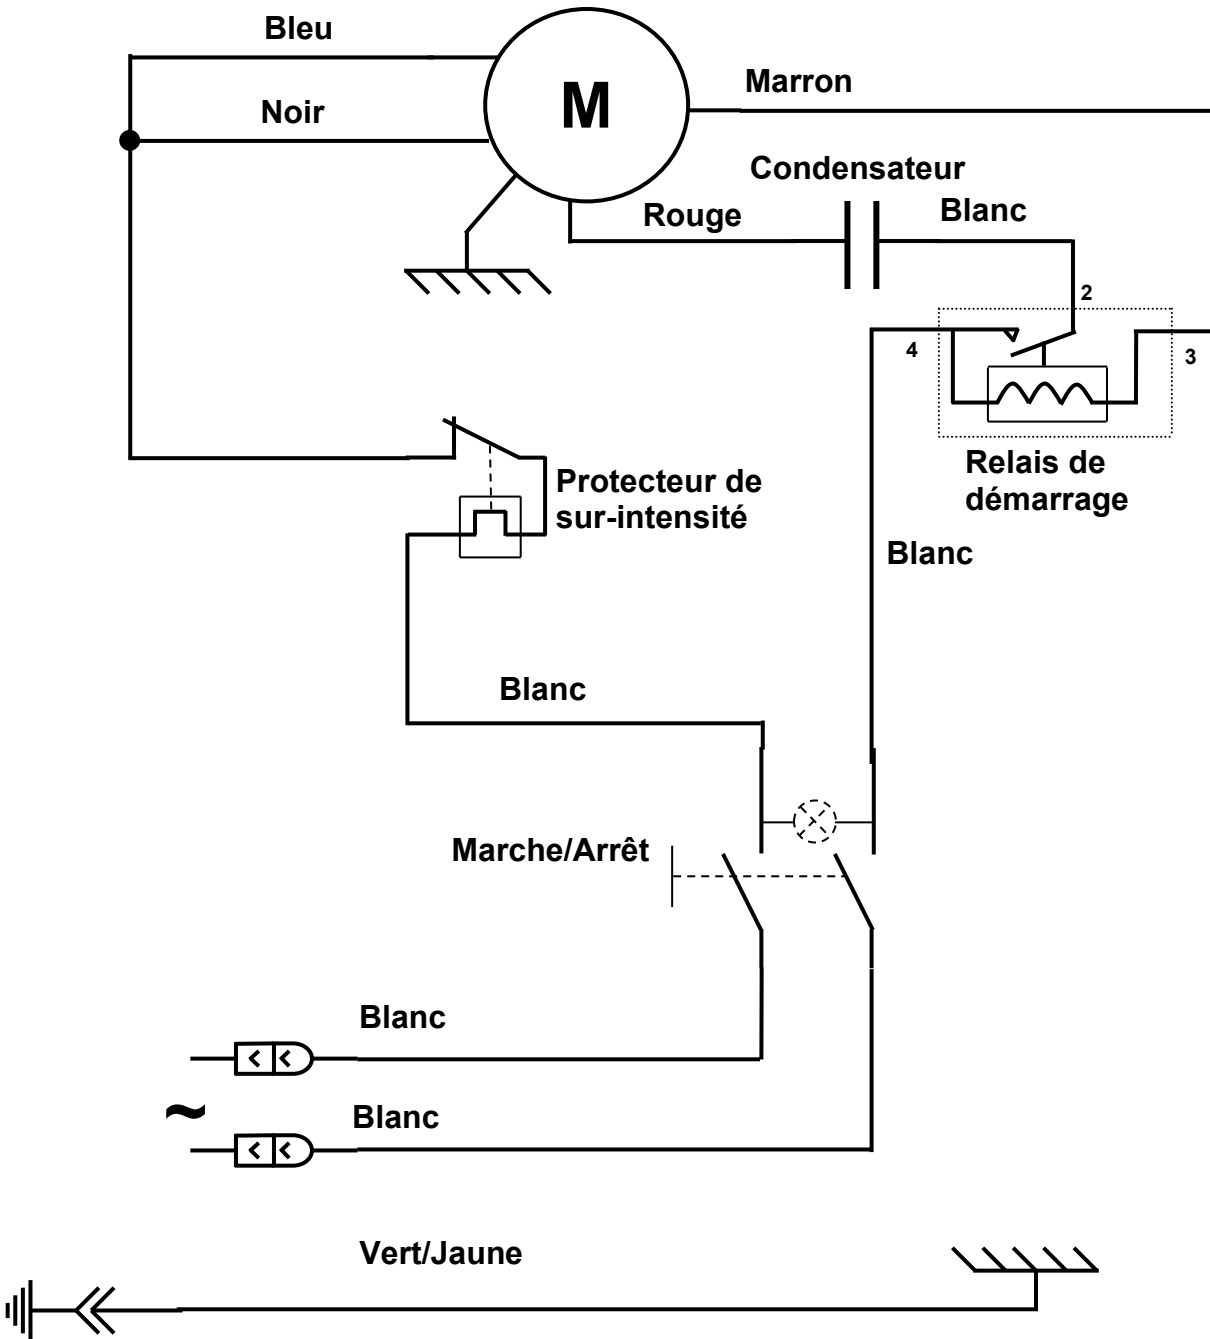 Bleu
M
Marron
Noir
Condensateur
Rouge
Blanc
2
4
3
Relais de
démarrage
Protecteur de
sur-intensité
Blanc
Blanc
Marche/Arrêt
Blanc
~
Blanc
Vert/Jaune